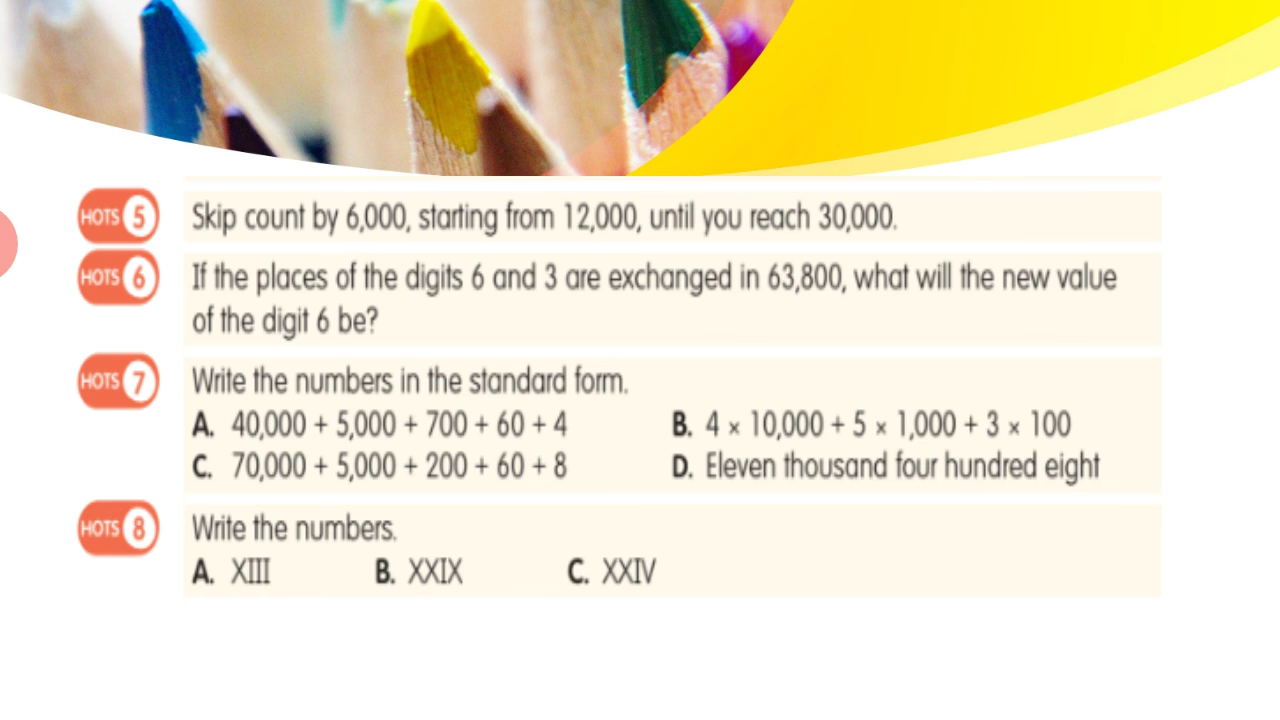 HOTS 5 Skip count by 6,000, starting from 12,000, until you reach 30,000.
HOTS 6 If the places of the digits 6 and 3 are exchanged in 63,800, what will the new value
of the digit 6 be?
HOTS 7 Write the numbers in the standard form.
A. 40,000 + 5,000 + 700 + 60 + 4 B. 4 × 10,000 + 5 × 1,000 + 3 × 100
C. 70,000 + 5,000 + 200 + 60 + 8 D. Eleven thousand four hundred eight
HOTS 8 Write the numbers.
A. XIII B. XXIX C. XXIV